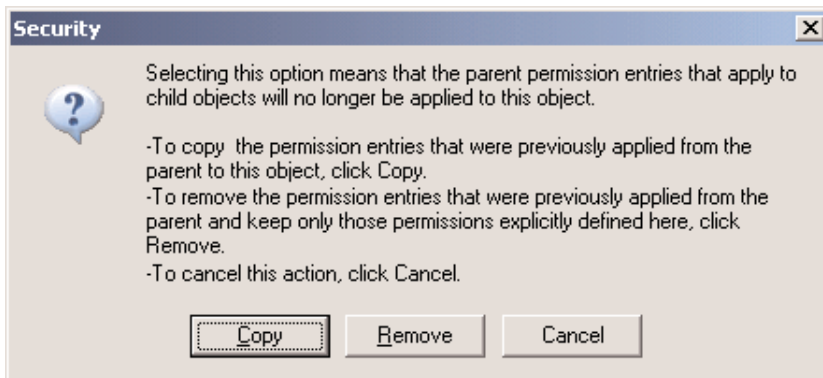 Security
Selecting this option means that the parent permission entries that apply to
child objects will no longer be applied to this object.
-To copy  the permission entries that were previously applied from the
parent to this object, click Copy.
-To remove the permission entries that were previously applied from the
parent and keep only those permissions explicitly defined here, click
Remove.
-To cancel this action, click Cancel.
Copy Remove Cancel